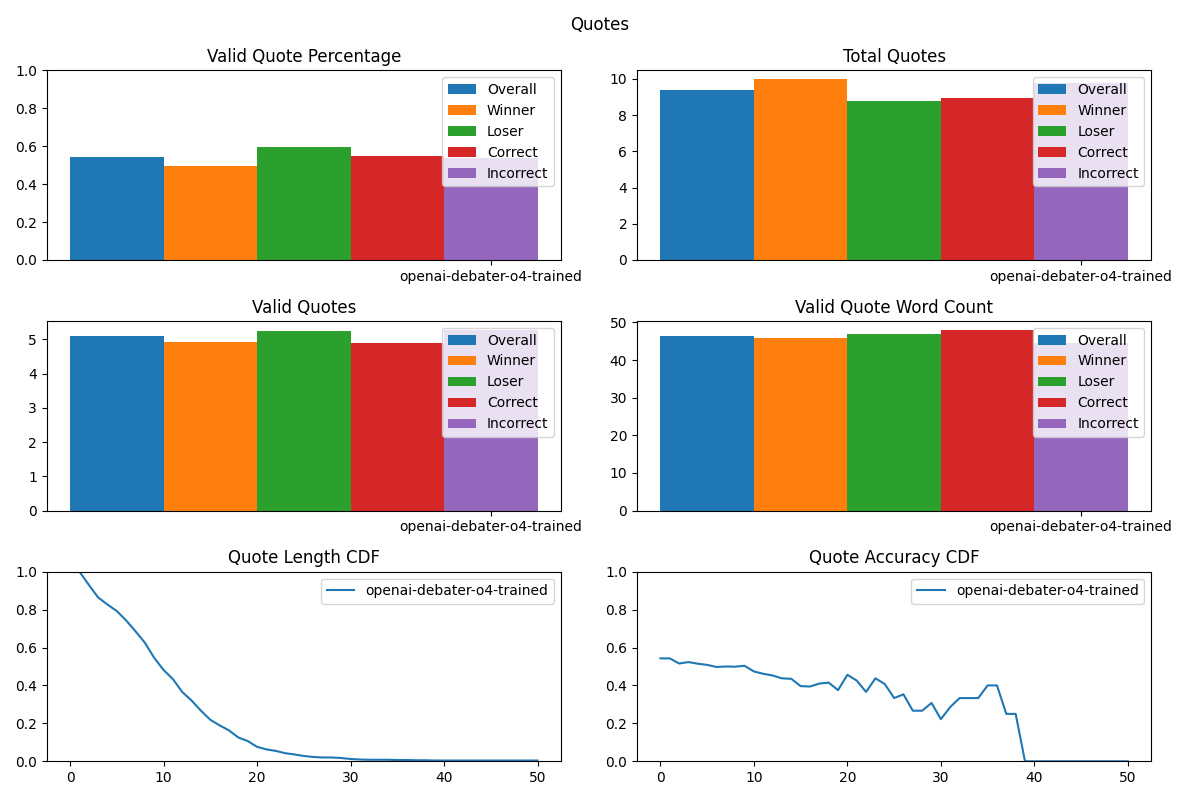 Quotes
Valid Quote Percentage
1.0
0.8
0.6
0.4
0.2
0.0
Overall
Winner
Loser
Correct
Incorrect
openai-debater-o4-trained
Total Quotes
10
8
6
4
2
0
Overall
Winner
Loser
Correct
Incorrect
openai-debater-o4-trained
Valid Quotes
5
4
3
2
1
0
Overall
Winner
Loser
Correct
Incorrect
openai-debater-o4-trained
Valid Quote Word Count
50
40
30
20
10
0
Overall
Winner
Loser
Correct
Incorrect
openai-debater-o4-trained
Quote Length CDF
1.0
0.8
0.6
0.4
0.2
0.0
openai-debater-o4-trained
0 10 20 30 40 50
Quote Accuracy CDF
1.0
0.8
0.6
0.4
0.2
0.0
openai-debater-o4-trained
0 10 20 30 40 50